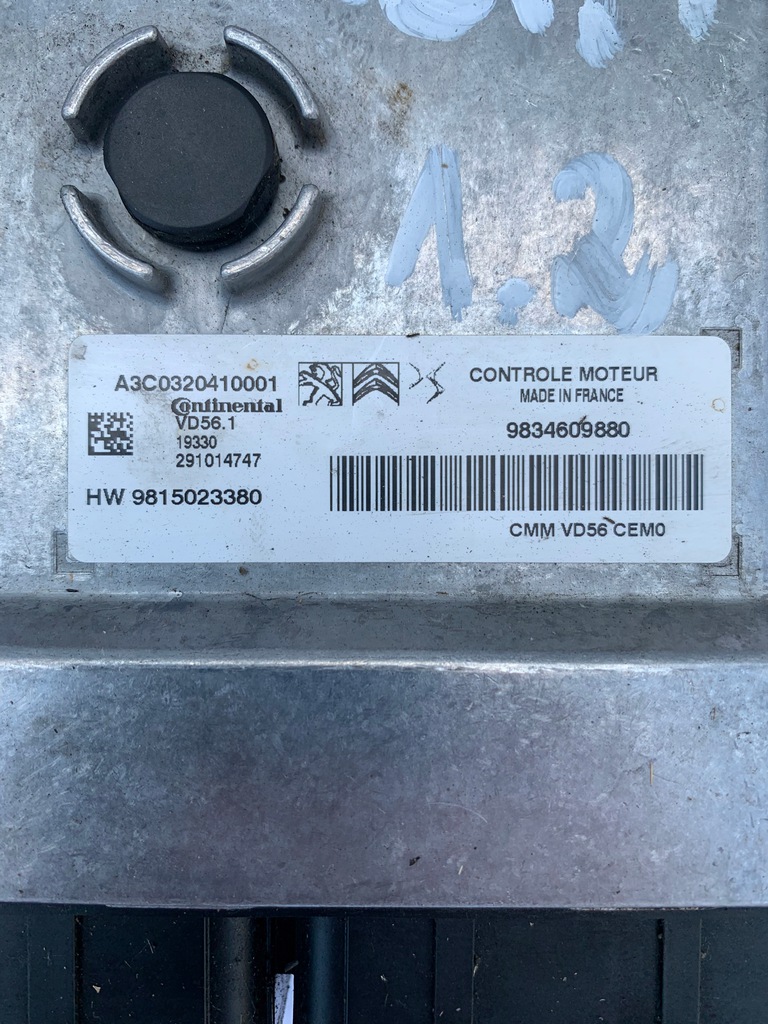 1.2
A3C0320410001
CONTROLE MOTEUR
MADE IN FRANCE
Continental
VD56.1
19330
291014747
9834609880
HW 9815023380
CMM VD56 CEM0